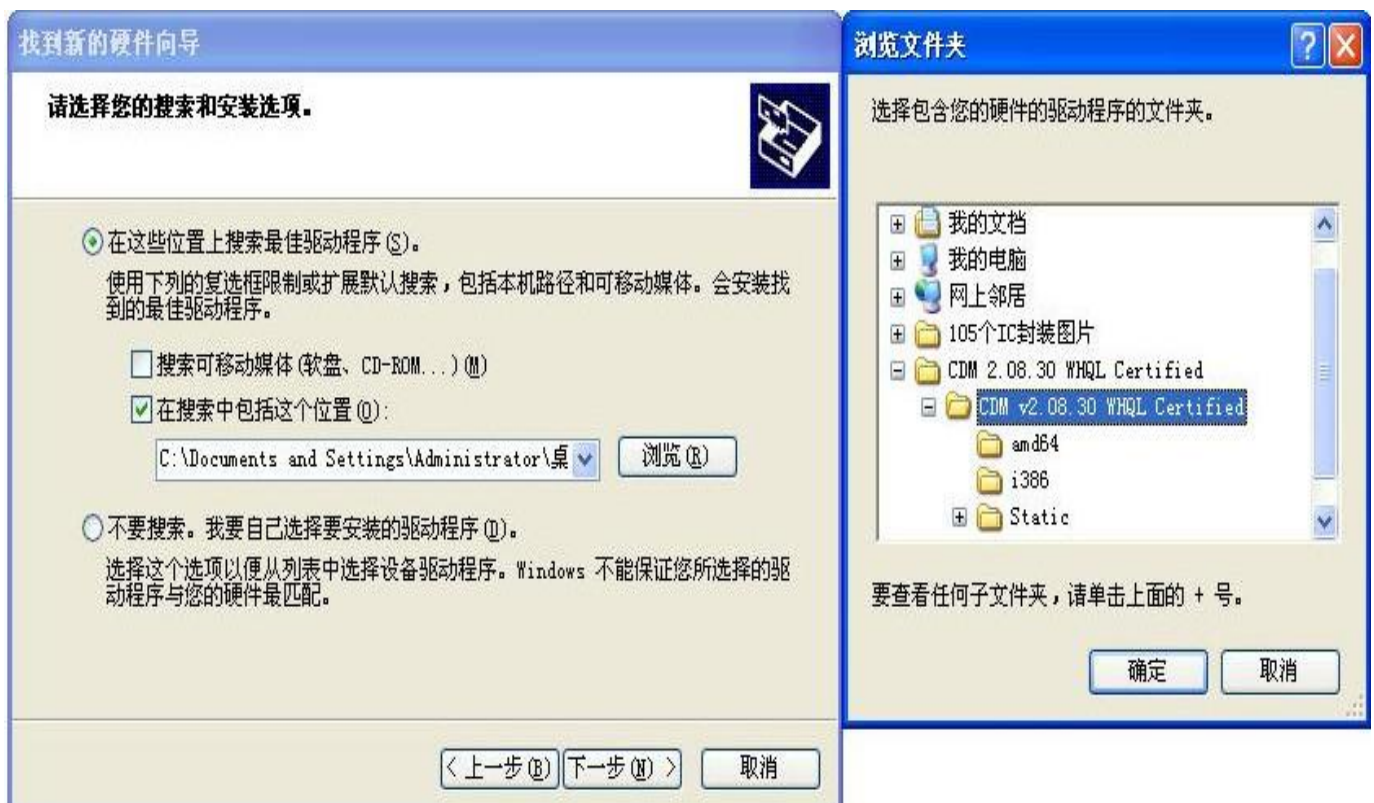 找到新的硬件向导
请选择您的搜索和安装选项。
在这些位置上搜索最佳驱动程序(S)。
使用下列的复选框限制或扩展默认搜索，包括本机路径和可移动媒体。会安装找
到的最佳驱动程序。
搜索可移动媒体(软盘、CD-ROM...)(M)
在搜索中包括这个位置(O):
C:\Documents and Settings\Administrator\桌
浏览(R)
不要搜索。我要自己选择要安装的驱动程序(D)。
选择这个选项以便从列表中选择设备驱动程序。Windows 不能保证您所选择的驱
动程序与您的硬件最匹配。
< 上一步(B)
下一步(N) >
取消
浏览文件夹
选择包含您的硬件的驱动程序的文件夹。
我的文档
我的电脑
网上邻居
105个IC封装图片
CDM 2.08.30 WHQL Certified
CDM v2.08.30 WHQL Certified
amd64
i386
Static
要查看任何子文件夹，请单击上面的 + 号。
确定
取消